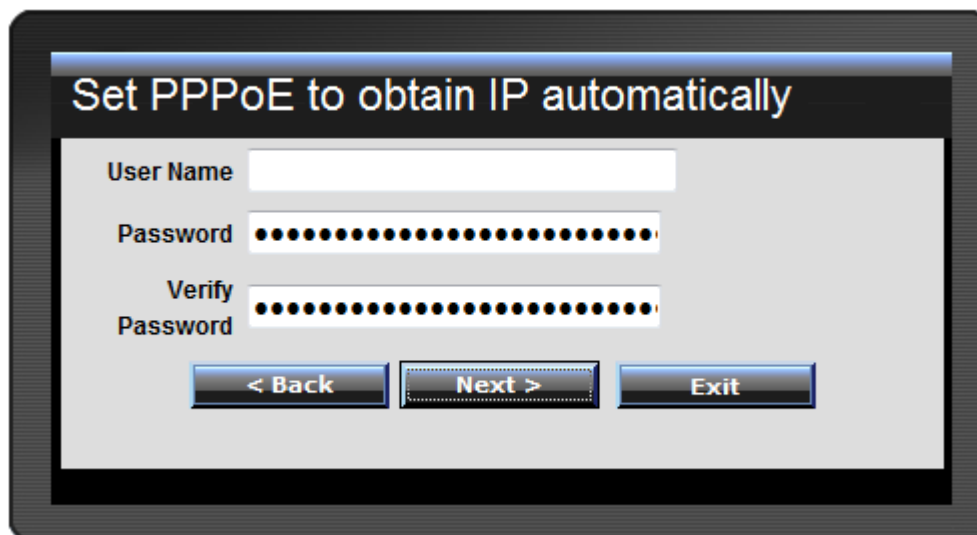 Set PPPoE to obtain IP automatically
User Name
Password ●●●●●●●●●●●●●●●●●●●●●●●●●●
Verify
Password ●●●●●●●●●●●●●●●●●●●●●●●●●●
< Back Next > Exit